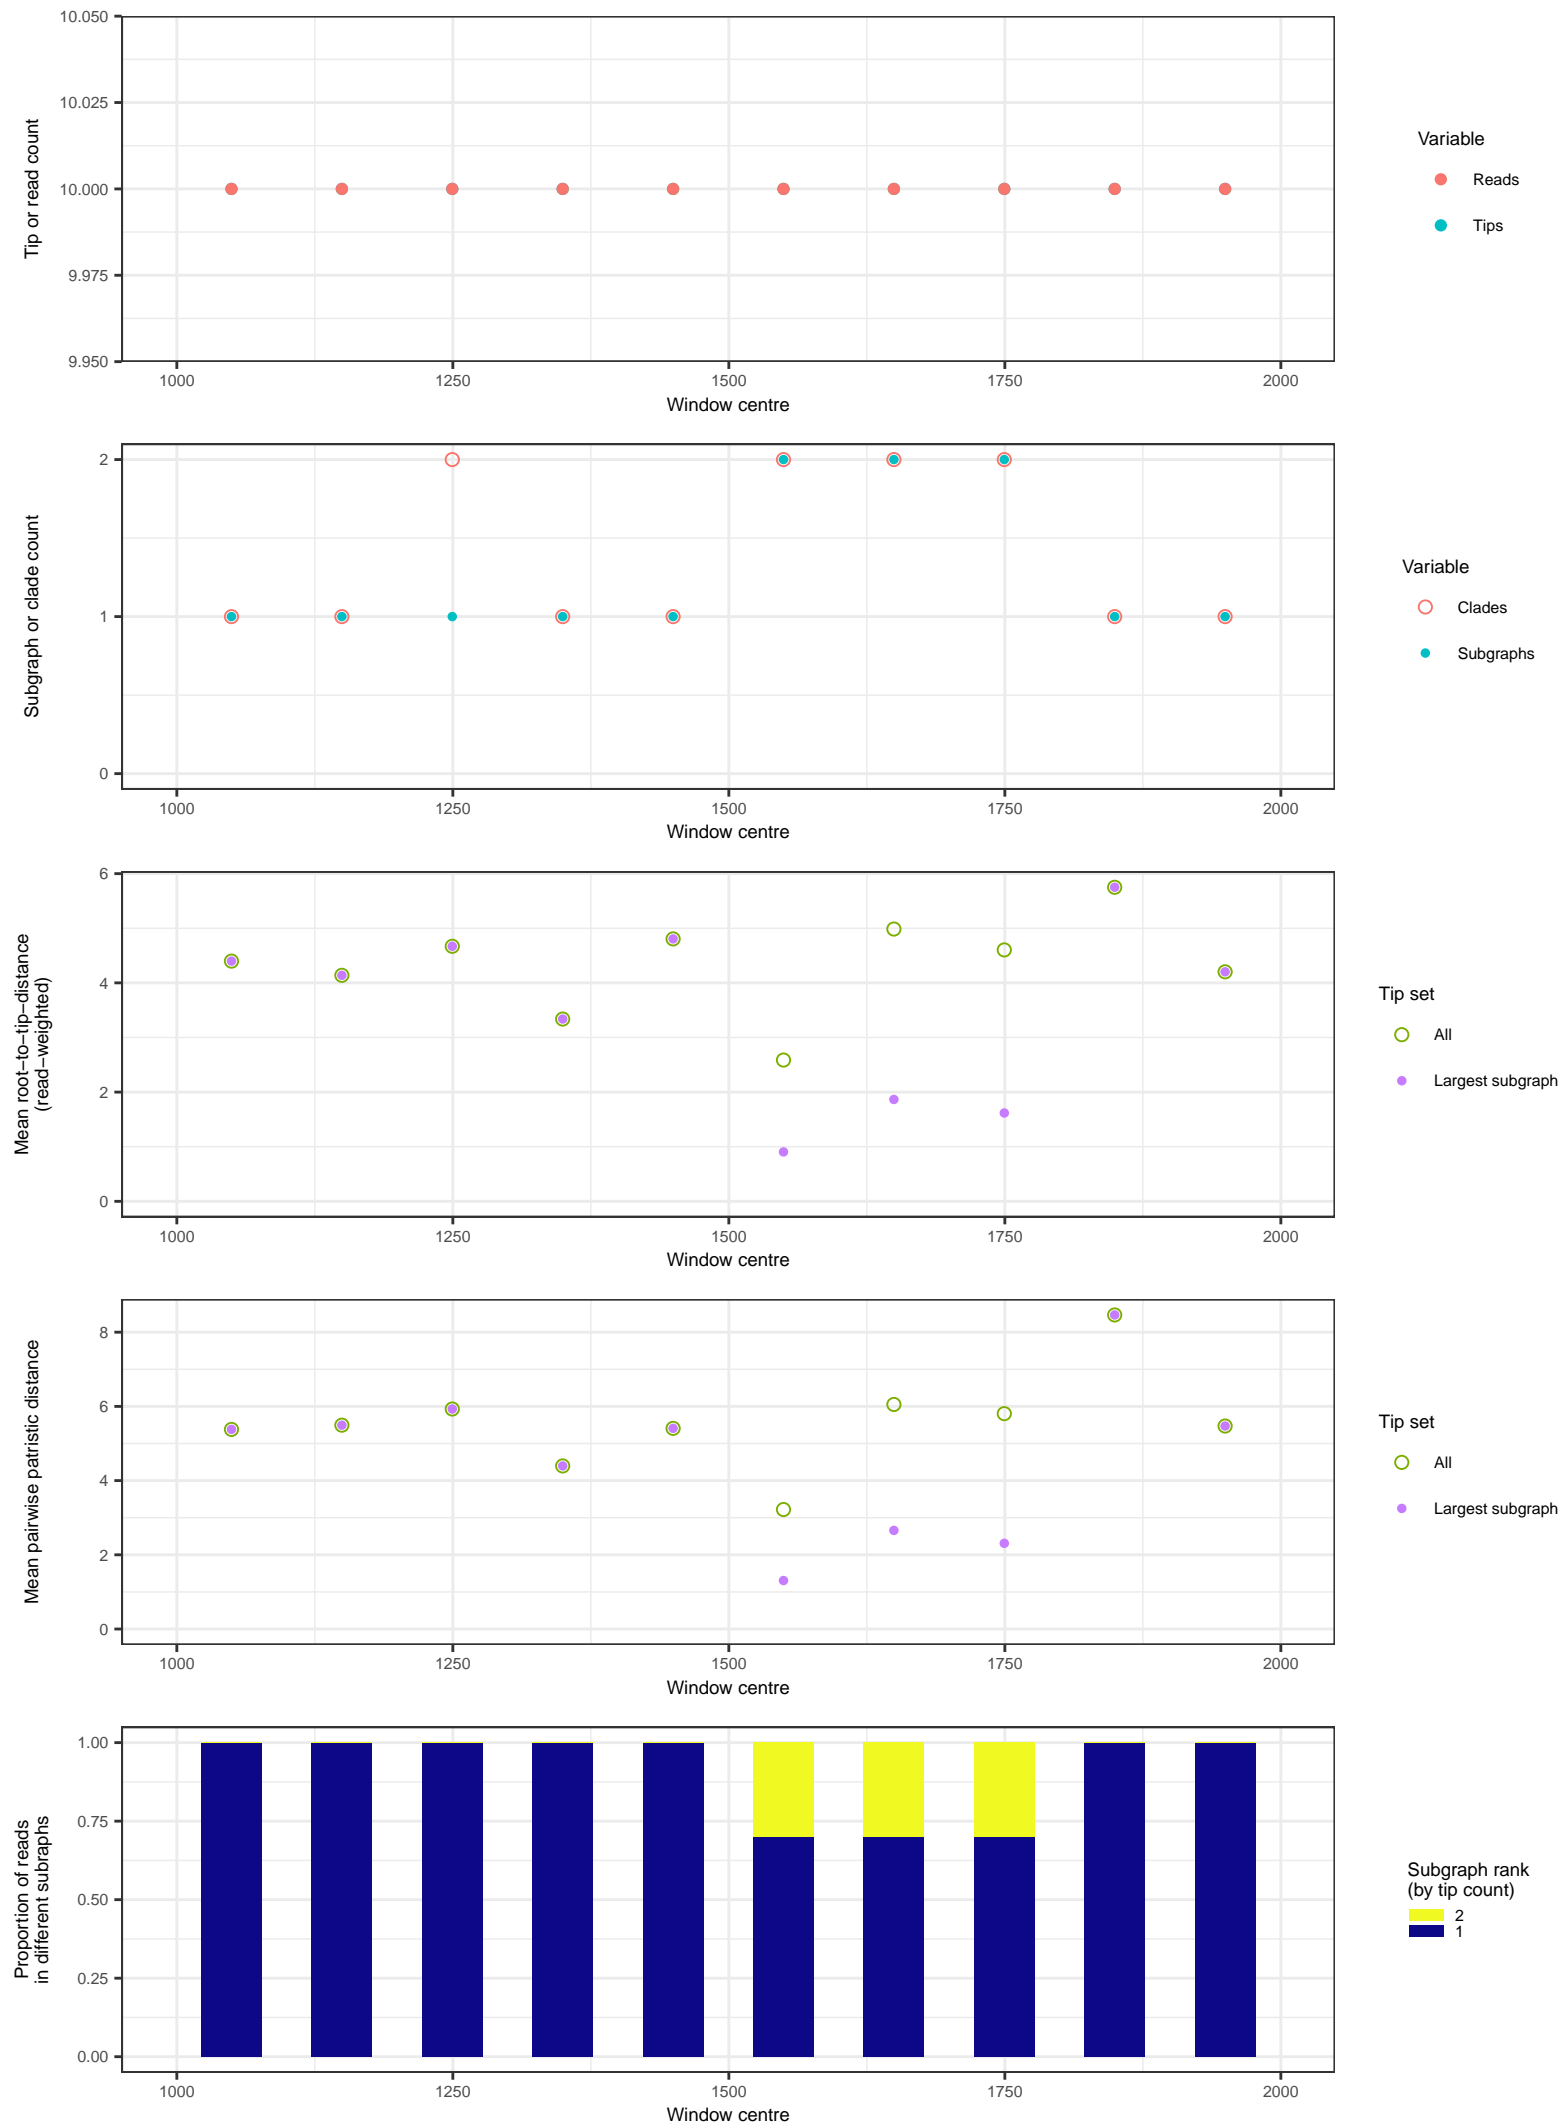 10.050
10.025
10.000
9.975
9.950
Tip or read count
1000 1250 1500 1750 2000
Window centre
Variable
Reads
Tips
2
1
0
Subgraph or clade count
1000 1250 1500 1750 2000
Window centre
Variable
Clades
Subgraphs
6
4
2
0
Mean root−to−tip−distance
(read−weighted)
1000 1250 1500 1750 2000
Window centre
Tip set
All
Largest subgraph
8
6
4
2
0
Mean pairwise patristic distance
1000 1250 1500 1750 2000
Window centre
Tip set
All
Largest subgraph
1.00
0.75
0.50
0.25
0.00
Proportion of reads
in different subraphs
1000 1250 1500 1750 2000
Window centre
Subgraph rank
(by tip count)
2
1